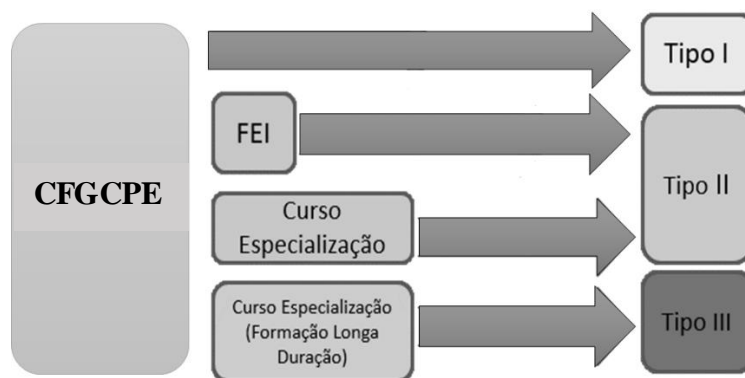 CFGCPE
Tipo I
FEI
Tipo II
Curso
Especialização
Curso Especialização
(Formação Longa
Duração)
Tipo III